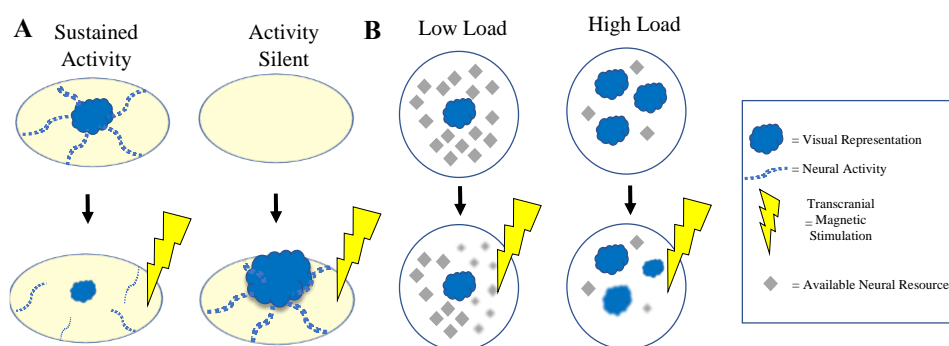 A
Sustained
Activity
Activity
Silent
B
Low Load
High Load
= Visual Representation
= Neural Activity
Transcranial
= Magnetic
Stimulation
= Available Neural Resource